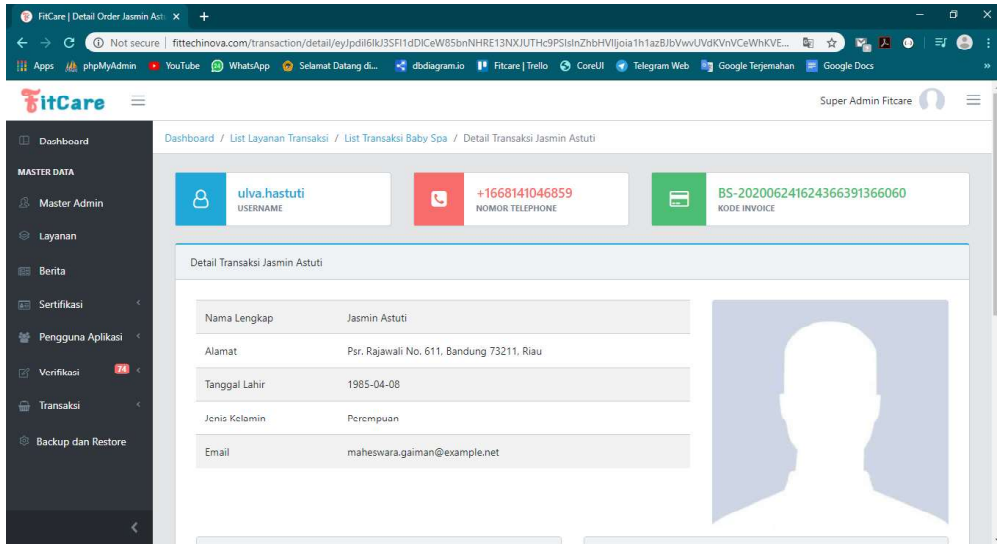 FitCare | Detail Order Jasmin Ast
Not secure | fittechinova.com/transaction/detail/
Apps phpMyAdmin YouTube WhatsApp Selamat Datang di... dbdiagram.io Fitcare | Trello CoreUI Telegram Web Google Terjemahan Google Docs
FitCare Super Admin Fitcare
Dashboard
MASTER DATA
Master Admin
Layanan
Berita
Sertifikasi
Pengguna Aplikasi
Verifikasi 74
Transaksi
Backup dan Restore
Dashboard / List Layanan Transaksi / List Transaksi Baby Spa / Detail Transaksi Jasmin Astuti
ulva.hastuti
USERNAME
+1668141046859
NOMOR TELEPHONE
BS-202006241624366391366060
KODE INVOICE
Detail Transaksi Jasmin Astuti
Nama Lengkap Jasmin Astuti
Alamat Psr. Rajawali No. 611, Bandung 73211, Riau
Tanggal Lahir 1985-04-08
Jenis Kelamin Perempuan
Email maheswara.gaiman@example.net